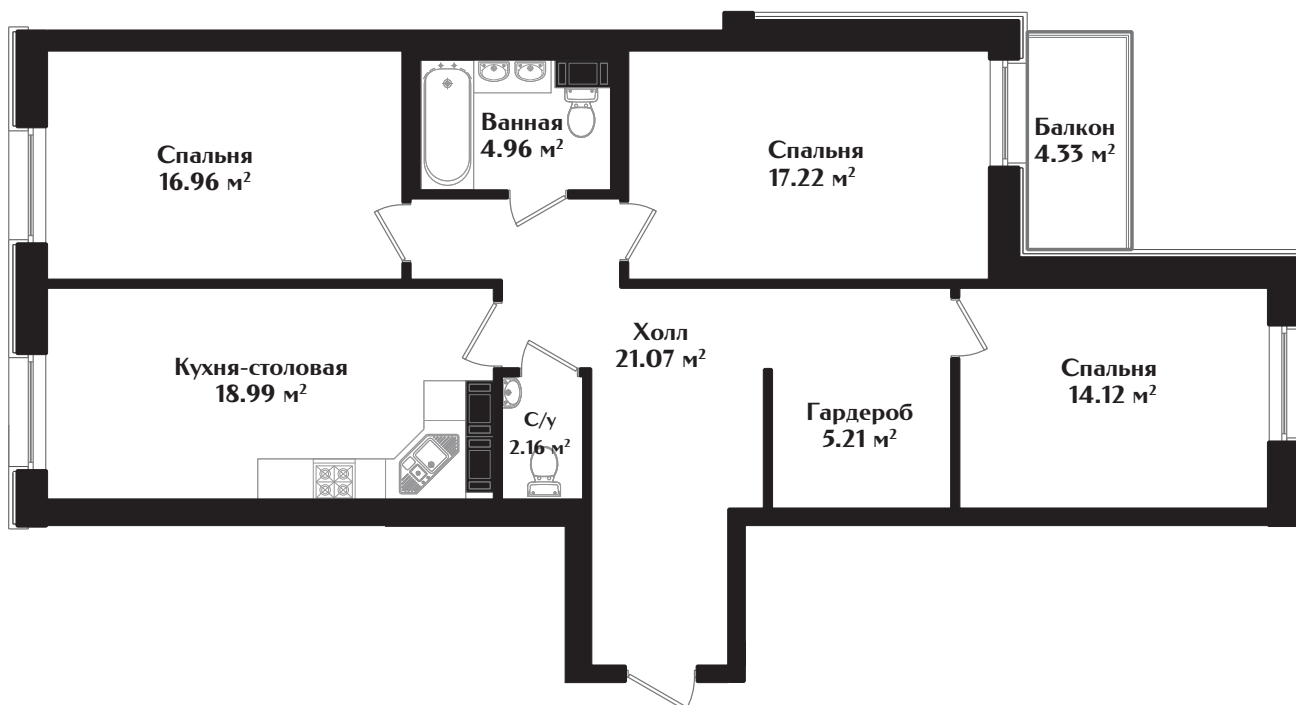 Спальня
16.96 м²
Ванная
4.96 м²
Спальня
17.22 м²
Балкон
4.33 м²
Кухня-столовая
18.99 м²
С/у
2.16 м²
Холл
21.07 м²
Гардероб
5.21 м²
Спальня
14.12 м²